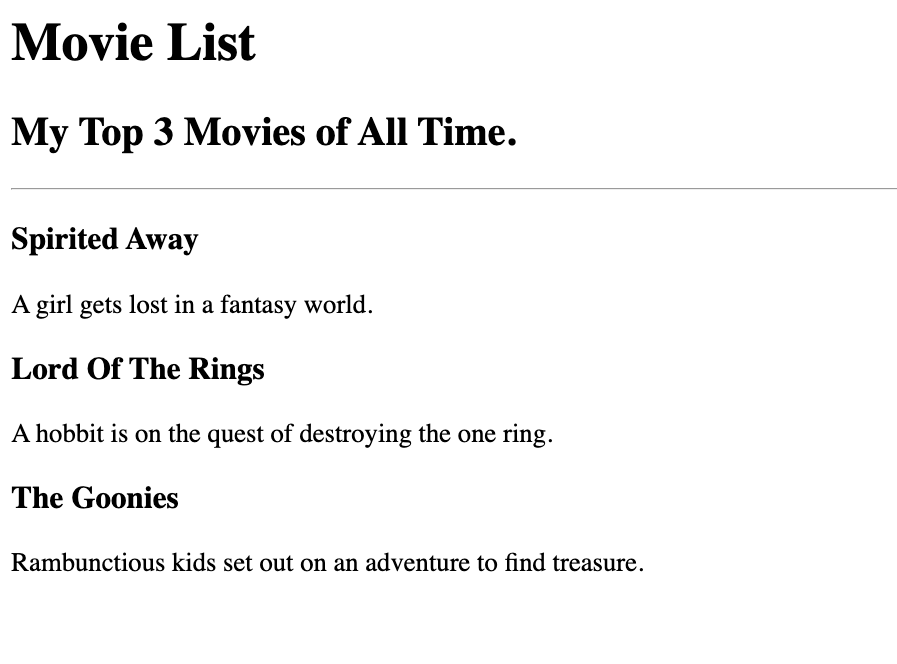 Movie List
My Top 3 Movies of All Time.
Spirited Away
A girl gets lost in a fantasy world.
Lord Of The Rings
A hobbit is on the quest of destroying the one ring.
The Goonies
Rambunctious kids set out on an adventure to find treasure.